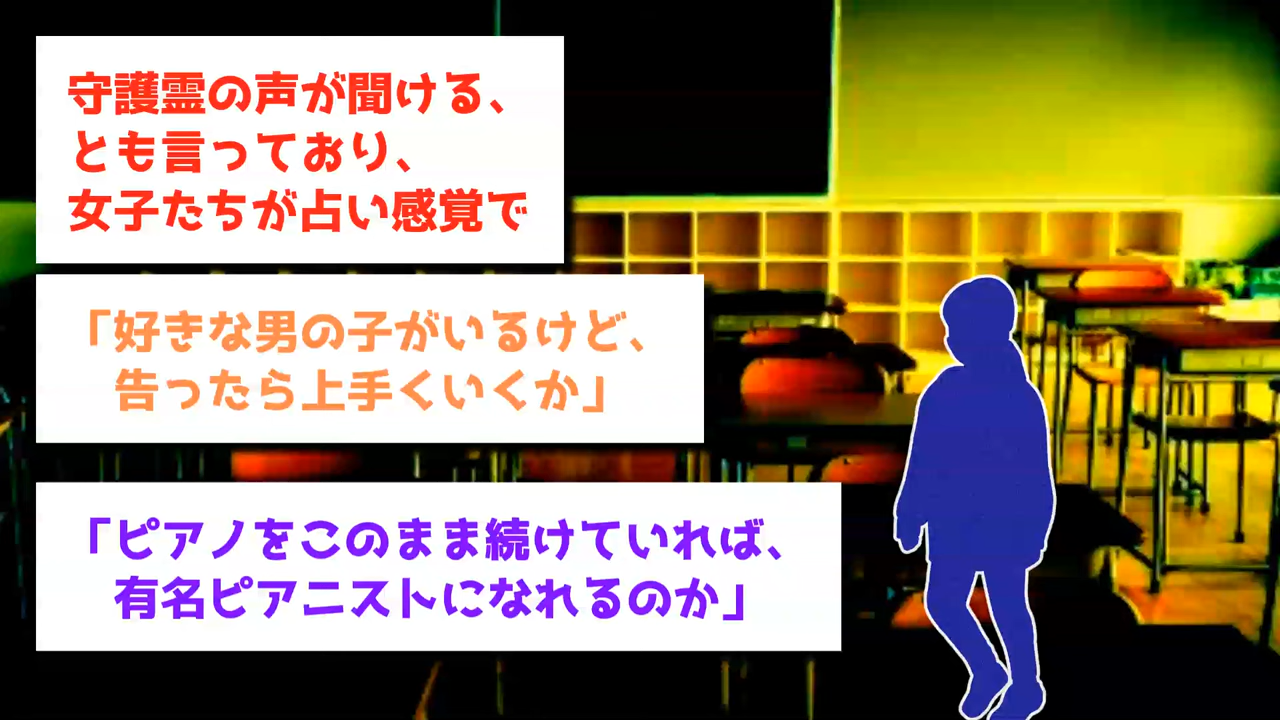 守護霊の声が聞ける、
とも言っており、
女子たちが占い感覚で
「好きな男の子がいるけど、
告ったら上手くいくか」
「ピアノをこのまま続けていれば、
有名ピアニストになれるのか」